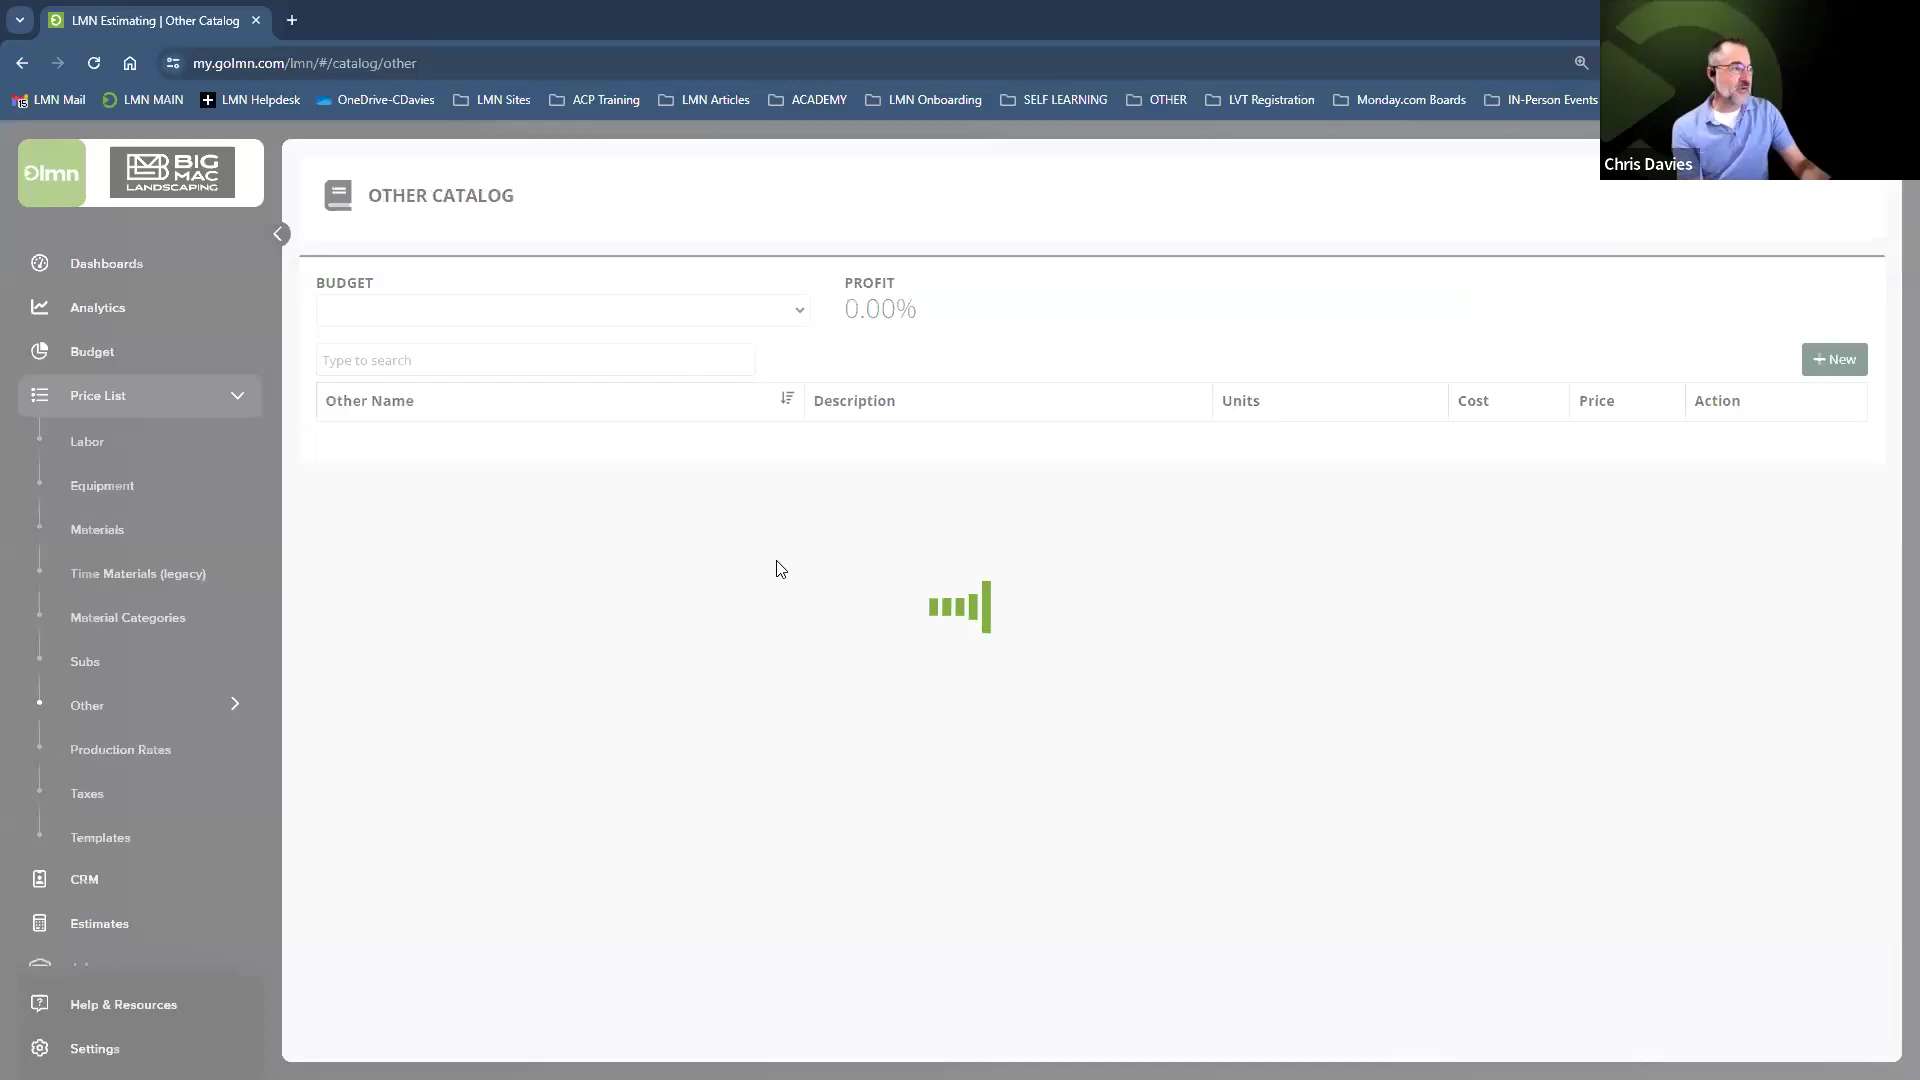 LMN Estimating | Other Catalog
my.golmn.com/lmn/#/catalog/other
15
LMN Mail
LMN MAIN
LMN Helpdesk
OneDrive-CDavies
LMN Sites
ACP Training
LMN Articles
ACADEMY
LMN Onboarding
SELF LEARNING
OTHER
LVT Registration
Monday.com Boards
IN-Person Events
Chris Davies
lmn
BIG
MAC
LANDSCAPING
OTHER CATALOG
Dashboards
Analytics
Budget
Price List
Labor
Equipment
Materials
Time Materials (legacy)
Material Categories
Subs
Other
Production Rates
Taxes
Templates
CRM
Estimates
Help & Resources
Settings
BUDGET
PROFIT
0.00%
Type to search
+ New
Other Name
Description
Units
Cost
Price
Action